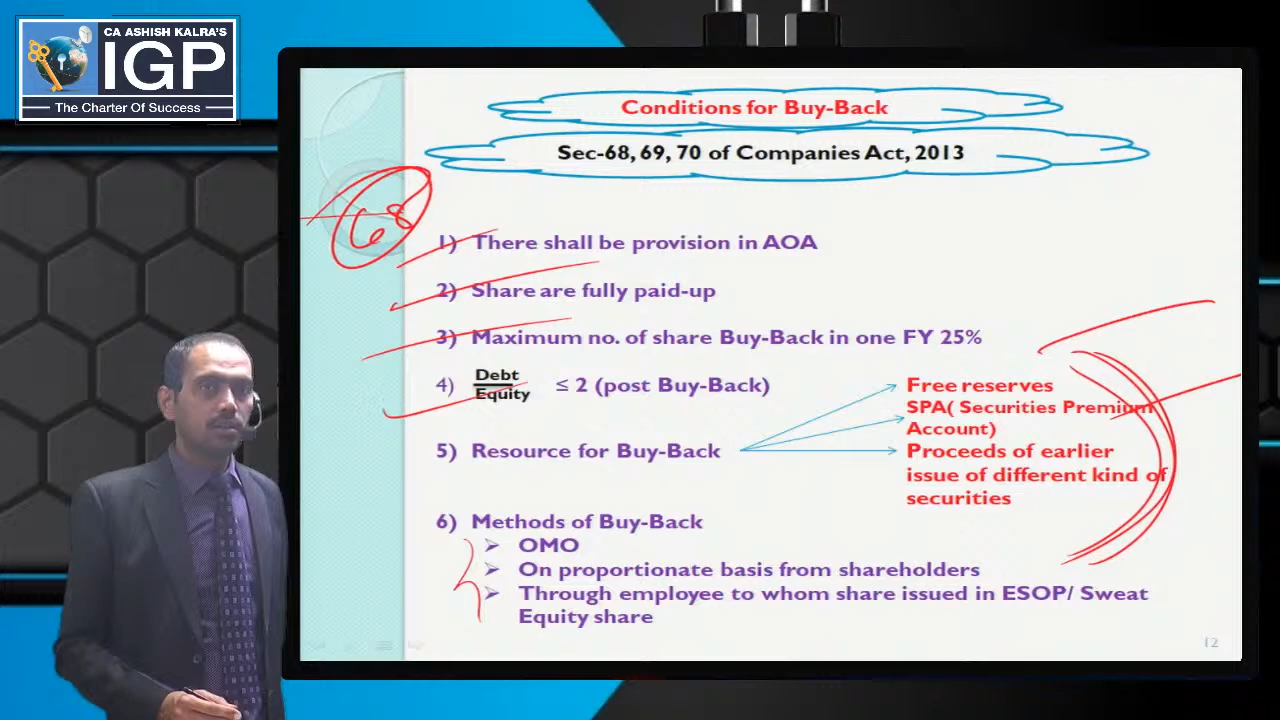 CA ASHISH KALRA'S
IGP
The Charter Of Success
Conditions for Buy-Back
Sec-68, 69, 70 of Companies Act, 2013
68
1) There shall be provision in AOA
2) Share are fully paid-up
3) Maximum no. of share Buy-Back in one FY 25%
4) Debt
Equity ≤ 2 (post Buy-Back)
Free reserves
SPA( Securities Premium
Account)
5) Resource for Buy-Back
Proceeds of earlier
issue of different kind of
securities
6) Methods of Buy-Back
➢ OMO
➢ On proportionate basis from shareholders
➢ Through employee to whom share issued in ESOP/ Sweat
Equity share
12